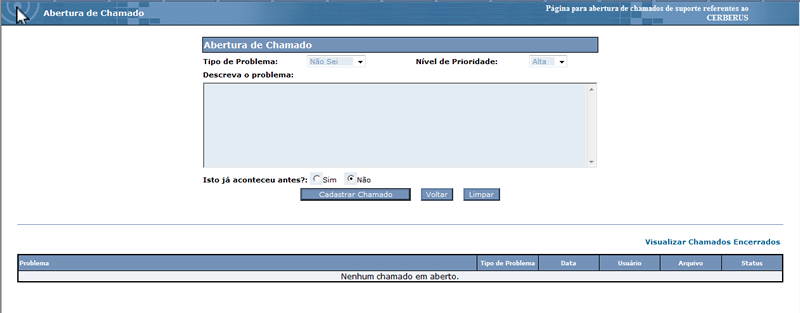 Abertura de Chamado
Página para abertura de chamados de suporte referentes ao
CERBERUS
Abertura de Chamado
Tipo de Problema: Não Sei Nível de Prioridade: Alta
Descreva o problema:
Isto já aconteceu antes?: Sim Não
Cadastrar Chamado Voltar Limpar
Visualizar Chamados Encerrados
Problema Tipo de Problema Data Usuário Arquivo Status
Nenhum chamado em aberto.